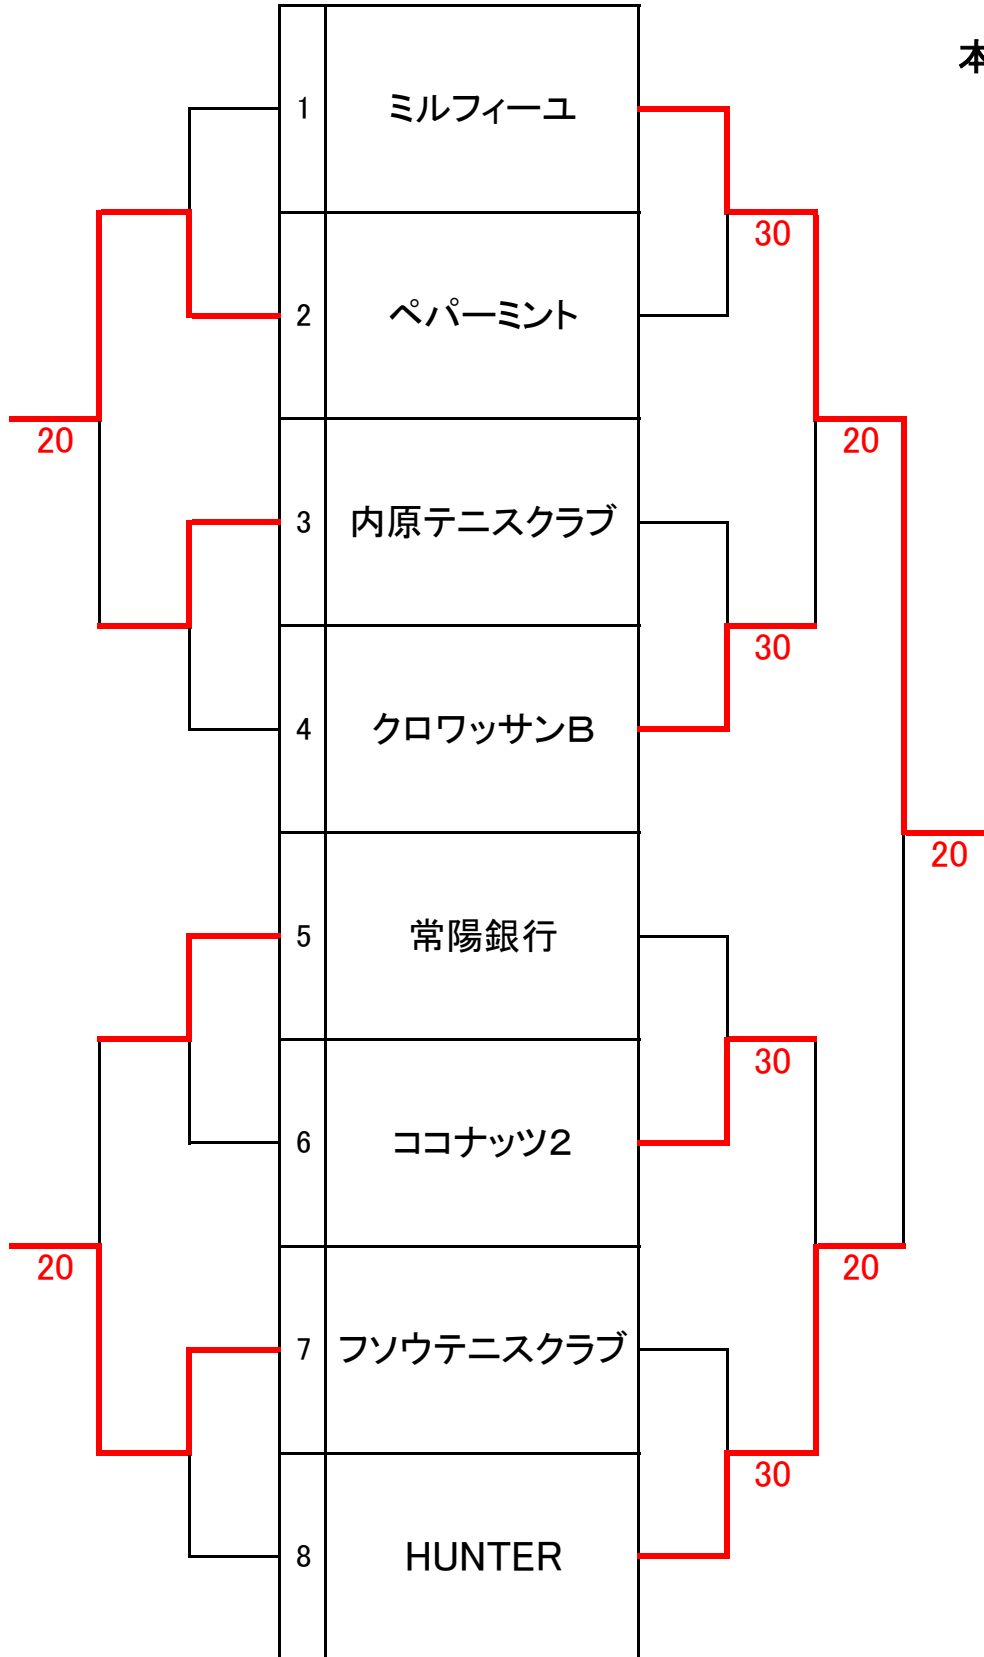 本
1 ミルフィーユ
30
2 ペパーミント
20 20
3 内原テニスクラブ
30
4 クロワッサンB
20
5 常陽銀行
30
6 ココナッツ2
20 20
7 フソウテニスクラブ
30
8 HUNTER